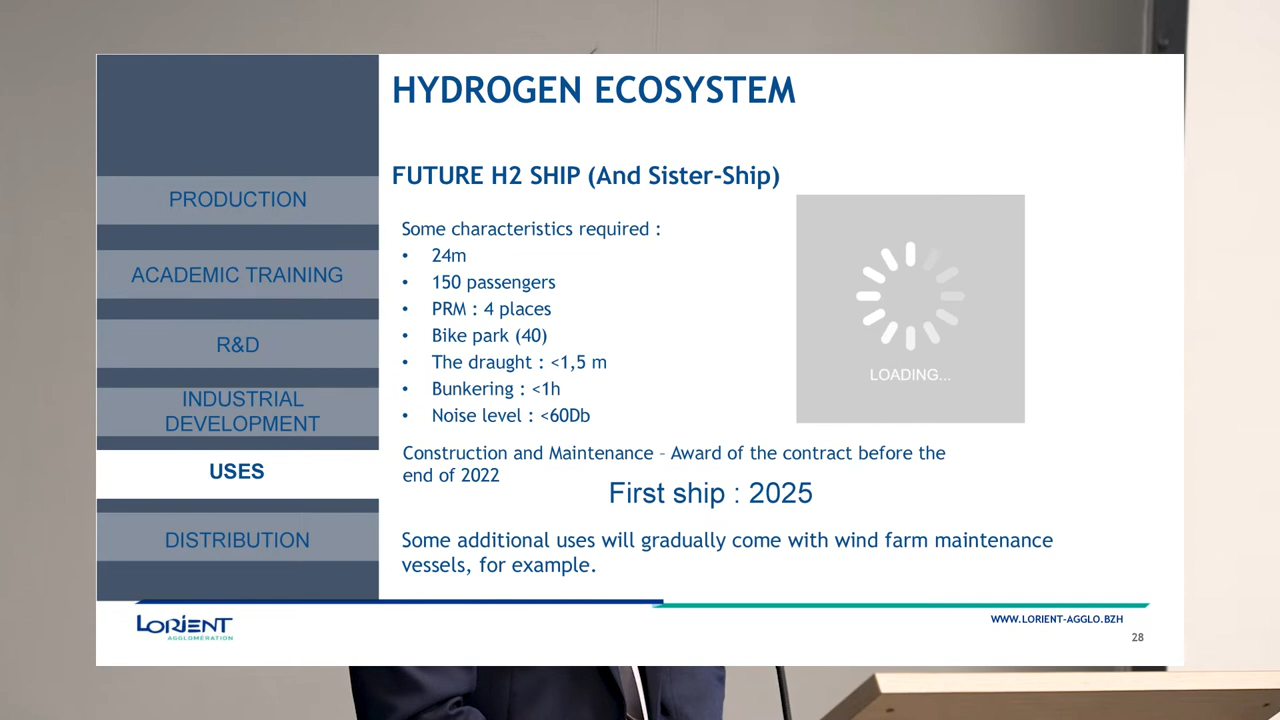 HYDROGEN ECOSYSTEM
FUTURE H2 SHIP (And Sister-Ship)
PRODUCTION
ACADEMIC TRAINING
R&D
INDUSTRIAL
DEVELOPMENT
USES
DISTRIBUTION
Some characteristics required :
• 24m
• 150 passengers
• PRM : 4 places
• Bike park (40)
• The draught : <1,5 m
• Bunkering : <1h
• Noise level : <60Db
LOADING...
Construction and Maintenance – Award of the contract before the
end of 2022
First ship : 2025
Some additional uses will gradually come with wind farm maintenance
vessels, for example.
LORIENT
AGGLOMÉRATION
WWW.LORIENT-AGGLO.BZH
28